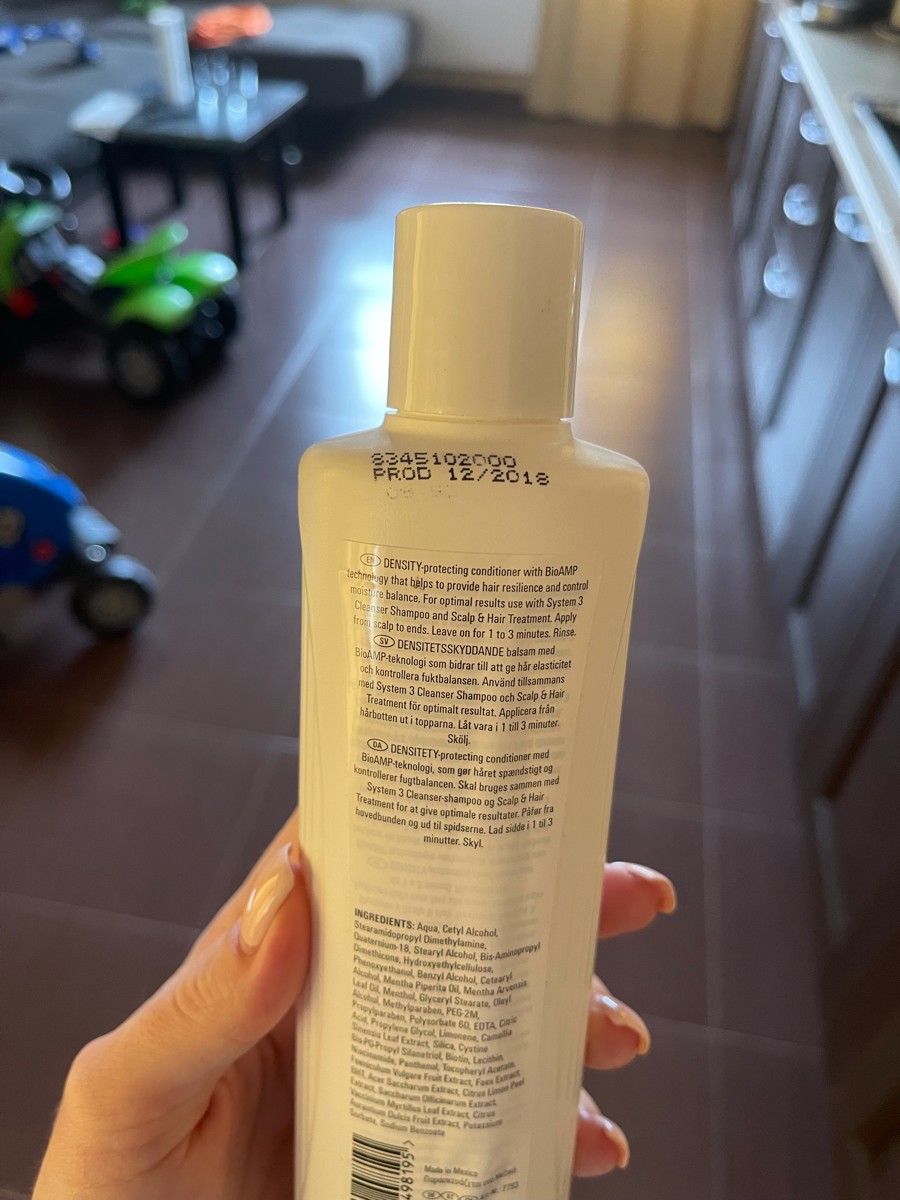 8345102000
PROD 12/2018
EN DENSITY-protecting conditioner with BioAMP
technology that helps to provide hair resilience and control
moisture balance. For optimal results use with System 3
Cleanser Shampoo and Scalp & Hair Treatment. Apply
from scalp to ends. Leave on for 1 to 3 minutes. Rinse.
SV DENSITETSSKYDDANDE balsam med
BioAMP-teknologi som bidrar till att ge hår elasticitet
och kontrollera fuktbalansen. Använd tillsammans
med System 3 Cleanser Shampoo och Scalp & Hair
Treatment för optimalt resultat. Applicera från
hårbotten ut i topparna. Låt vara i 1 till 3 minuter.
Skölj.
DA DENSITETY-protecting conditioner med
BioAMP-teknologi, som gør håret spændstigt og
kontrollerer fugtbalancen. Skal bruges sammen med
System 3 Cleanser-shampoo og Scalp & Hair
Treatment for at give optimale resultater. Påfør fra
hovedbunden og ud til spidserne. Lad sidde i 1 til 3
minutter. Skyl.
INGREDIENTS: Aqua, Cetyl Alcohol,
Stearamidopropyl Dimethylamine,
Quaternium-18, Stearyl Alcohol, Bis-Aminopropyl
Dimethicone, Hydroxyethylcellulose,
Phenoxyethanol, Benzyl Alcohol, Cetearyl
Alcohol, Mentha Piperita Oil, Mentha Arvensis
Leaf Oil, Menthol, Glyceryl Stearate, Oleyl
Alcohol, Methylparaben, PEG-2M,
Propylparaben, Polysorbate 60, EDTA, Citric
Acid, Propylene Glycol, Limonene, Camellia
Sinensis Leaf Extract, Silica, Cystine
Bis-PG-Propyl Silanetriol, Biotin, Lecithin,
Niacinamide, Panthenol, Tocopheryl Acetate,
Foeniculum Vulgare Fruit Extract, Faex Extract,
BHT, Acer Saccharum Extract, Citrus Limon Peel
Extract, Saccharum Officinarum Extract,
Vaccinium Myrtillus Leaf Extract, Citrus
Aurantium Dulcis Fruit Extract, Potassium
Sorbate, Sodium Benzoate
498195
Made in Mexico
Παρασκευάζεται στο Μεξικό
7753